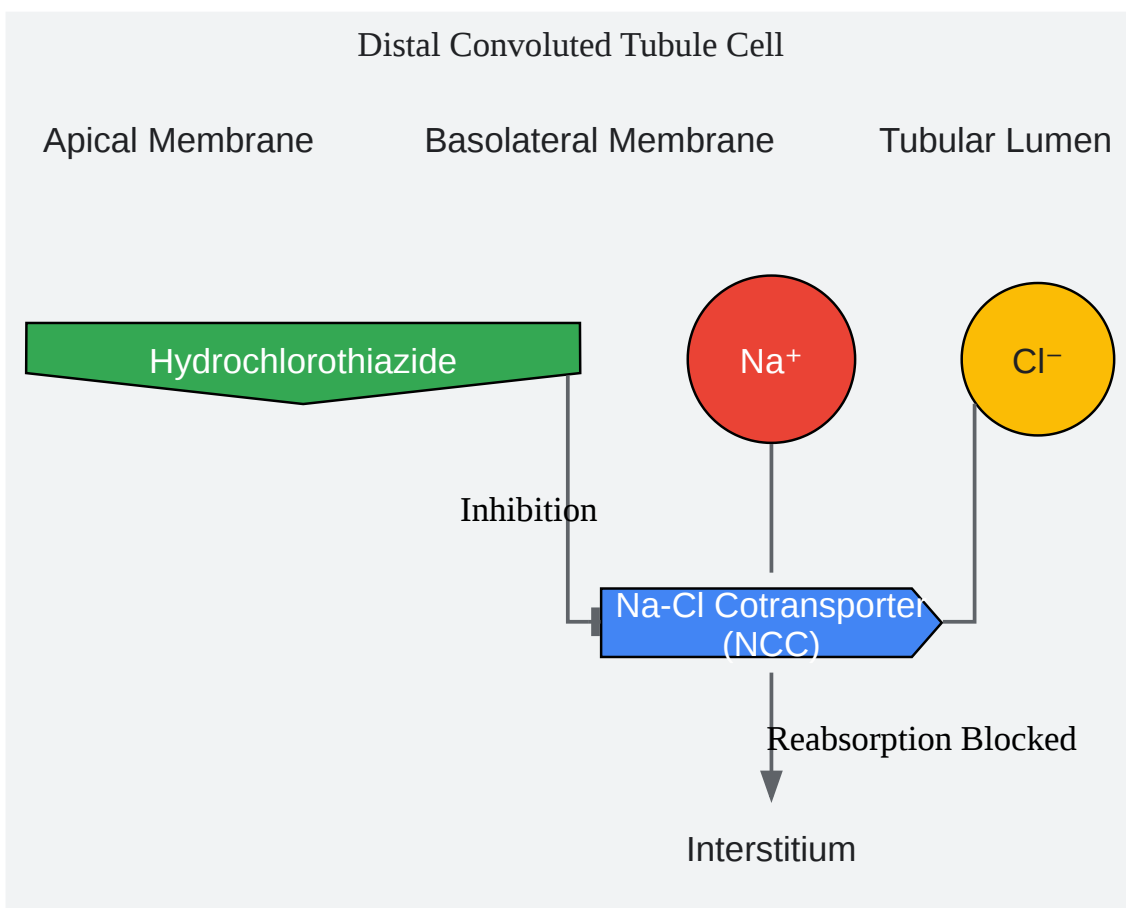 Distal Convoluted Tubule Cell
Apical Membrane
Basolateral Membrane
Tubular Lumen
Hydrochlorothiazide
Na⁺
Cl⁻
Inhibition
Na-Cl Cotransporter
(NCC)
Reabsorption Blocked
Interstitium